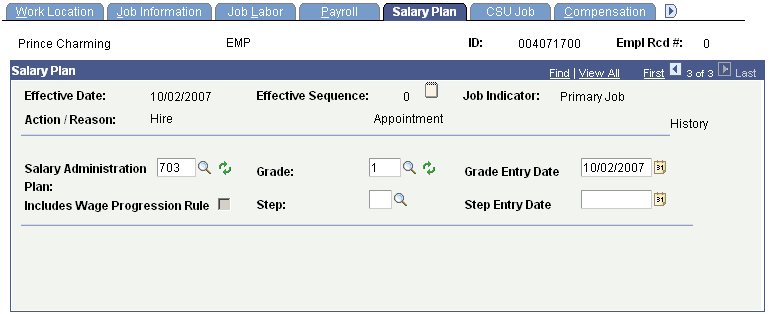 Work Location Job Information Job Labor Payroll Salary Plan CSU Job Compensation
Prince Charming EMP ID: 004071700 Empl Rcd #: 0
Salary Plan Find | View All First 3 of 3 Last
Effective Date: 10/02/2007 Effective Sequence: 0 Job Indicator: Primary Job
Action / Reason: Hire Appointment
History
Salary Administration Plan: 703 Grade: 1 Grade Entry Date 10/02/2007 31
Includes Wage Progression Rule Step: Step Entry Date 31